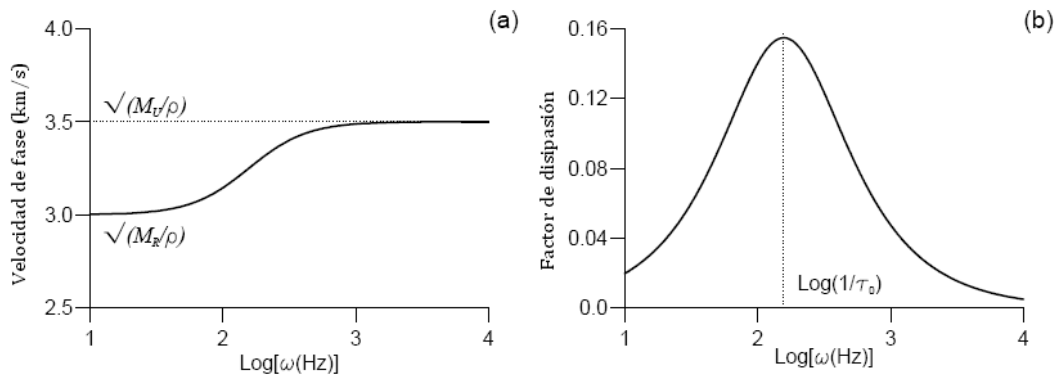 (a)
Velocidad de fase (km/s)
4.0
3.5
3.0
2.5
√(M_U/ρ)
√(M_R/ρ)
1 2 3 4
Log[ω(Hz)]
(b)
Factor de disipasión
0.16
0.12
0.08
0.04
0.0
Log(1/τ₀)
1 2 3 4
Log[ω(Hz)]